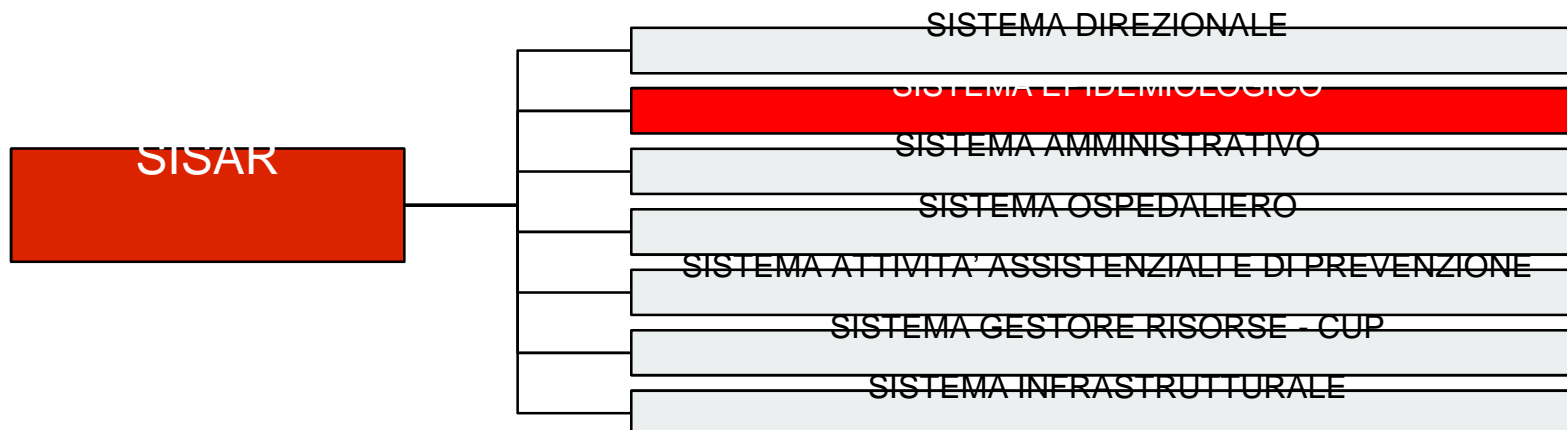 SISTEMA DIREZIONALE
SISTEMA EPIDEMIOLOGICO
SISAR
SISTEMA AMMINISTRATIVO
SISTEMA OSPEDALIERO
SISTEMA ATTIVITA' ASSISTENZIALI E DI PREVENZIONE
SISTEMA GESTORE RISORSE - CUP
SISTEMA INFRASTRUTTURALE